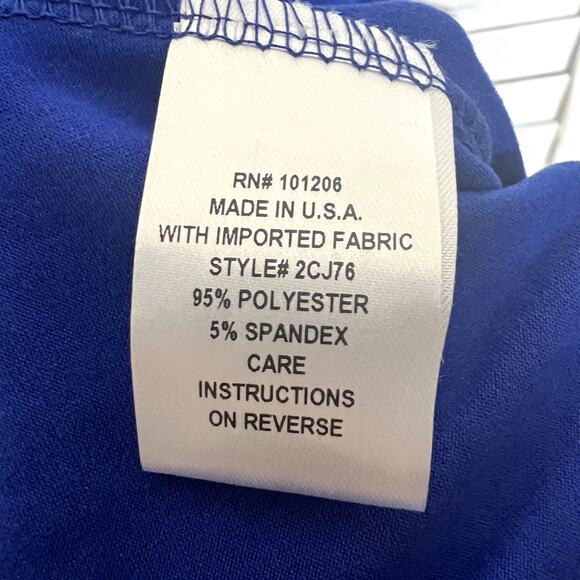 RN# 101206
MADE IN U.S.A.
WITH IMPORTED FABRIC
STYLE# 2CJ76
95% POLYESTER
5% SPANDEX
CARE
INSTRUCTIONS
ON REVERSE